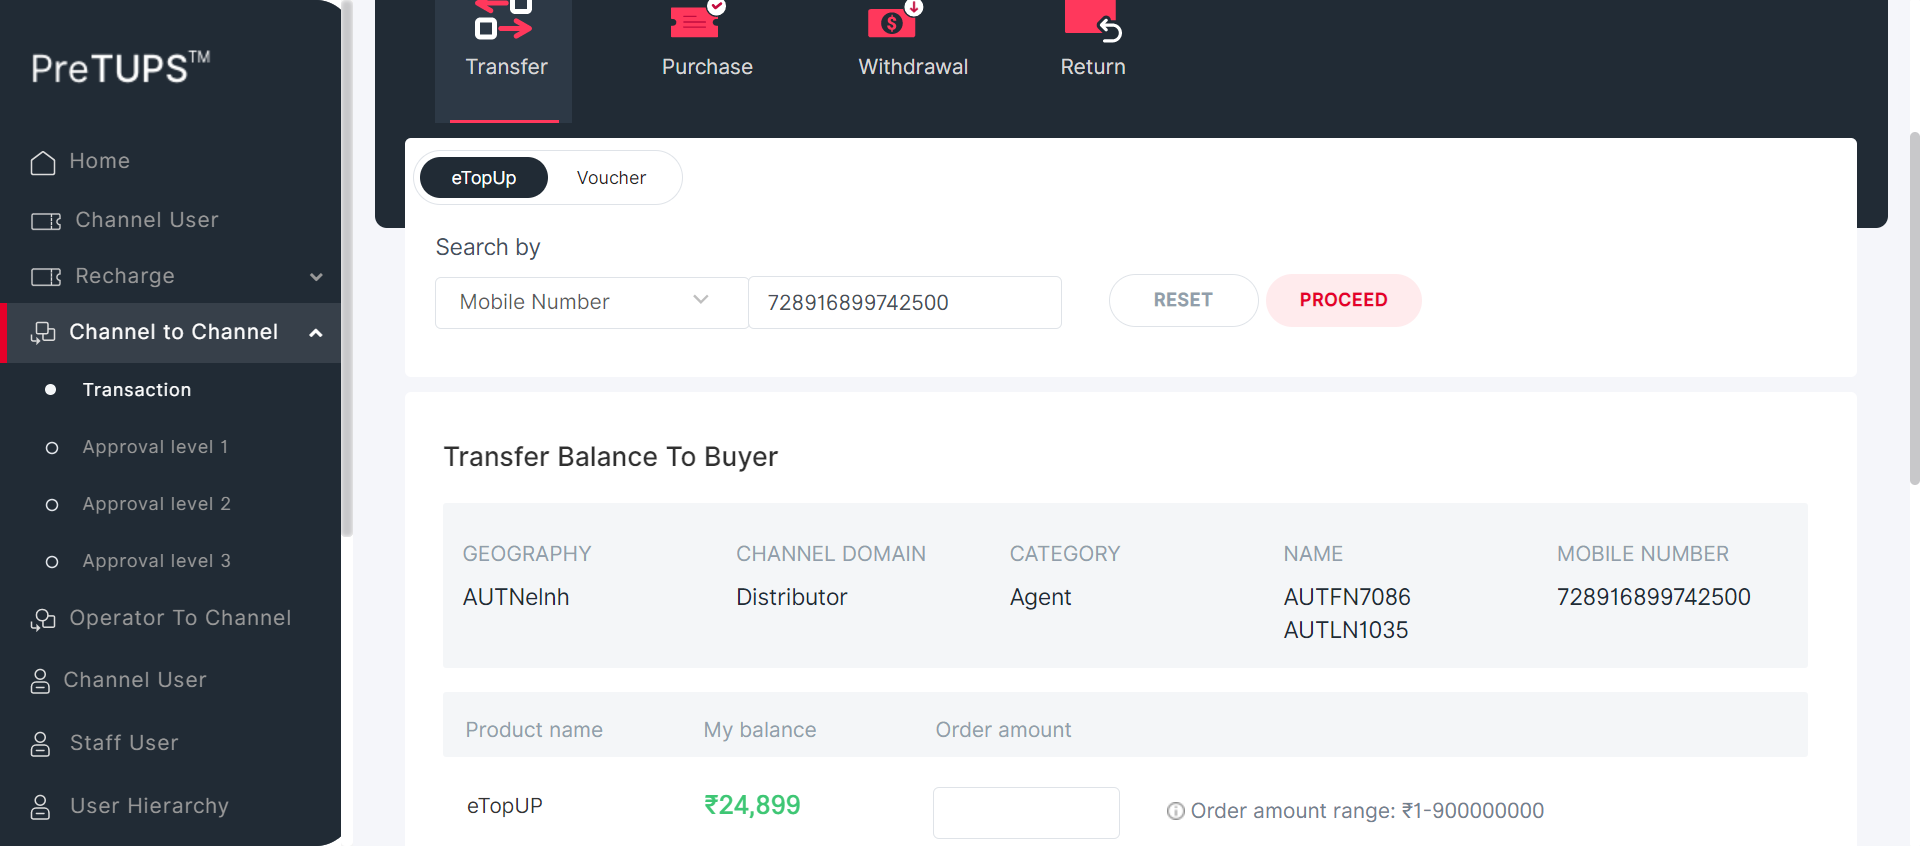 PreTUPS™
Home
Channel User
Recharge
Channel to Channel
Transaction
Approval level 1
Approval level 2
Approval level 3
Operator To Channel
Channel User
Staff User
User Hierarchy
Transfer Purchase Withdrawal Return
eTopUp Voucher
Search by
Mobile Number 728916899742500 RESET PROCEED
Transfer Balance To Buyer
GEOGRAPHY CHANNEL DOMAIN CATEGORY NAME MOBILE NUMBER
AUTNelnh Distributor Agent AUTFN7086 728916899742500
AUTLN1035
Product name My balance Order amount
eTopUP ₹24,899 Order amount range: ₹1-900000000